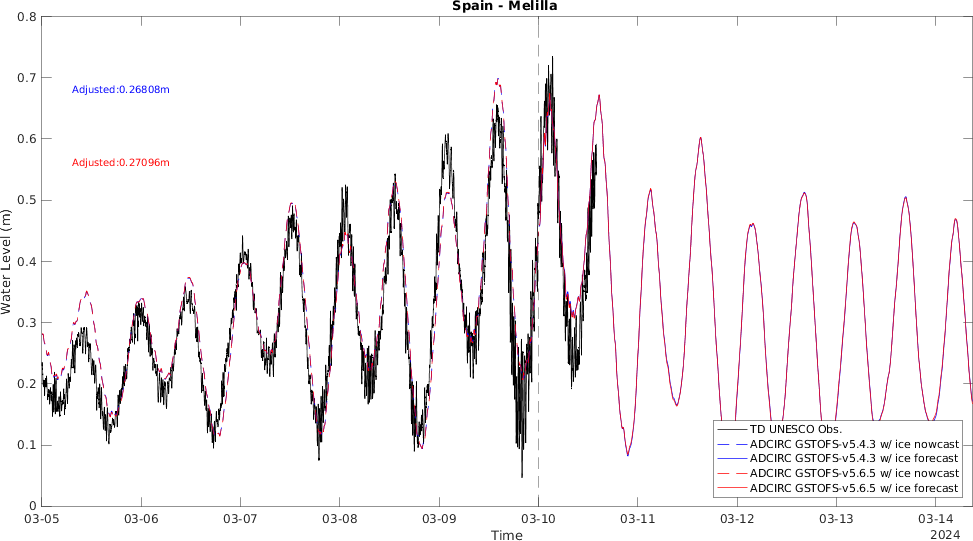 Spain - Melilla
0.8
0.7
0.6
0.5
0.4
0.3
0.2
0.1
0
Water Level (m)
Adjusted:0.26808m
Adjusted:0.27096m
TD UNESCO Obs.
ADCIRC GSTOFS-v5.4.3 w/ ice nowcast
ADCIRC GSTOFS-v5.4.3 w/ ice forecast
ADCIRC GSTOFS-v5.6.5 w/ ice nowcast
ADCIRC GSTOFS-v5.6.5 w/ ice forecast
03-05 03-06 03-07 03-08 03-09 03-10 03-11 03-12 03-13 03-14
2024
Time